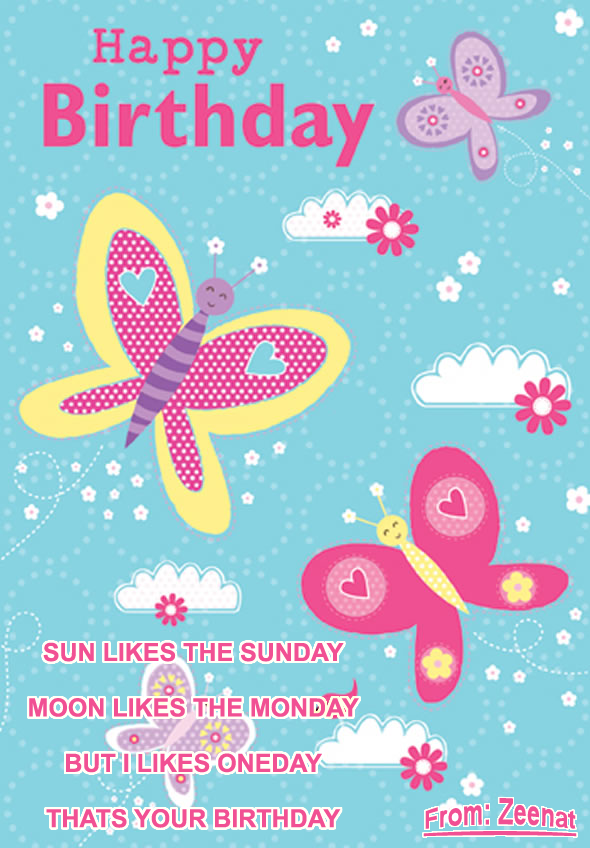 Happy
Birthday
SUN LIKES THE SUNDAY
MOON LIKES THE MONDAY
BUT I LIKES ONEDAY
THATS YOUR BIRTHDAY
From: Zeenat